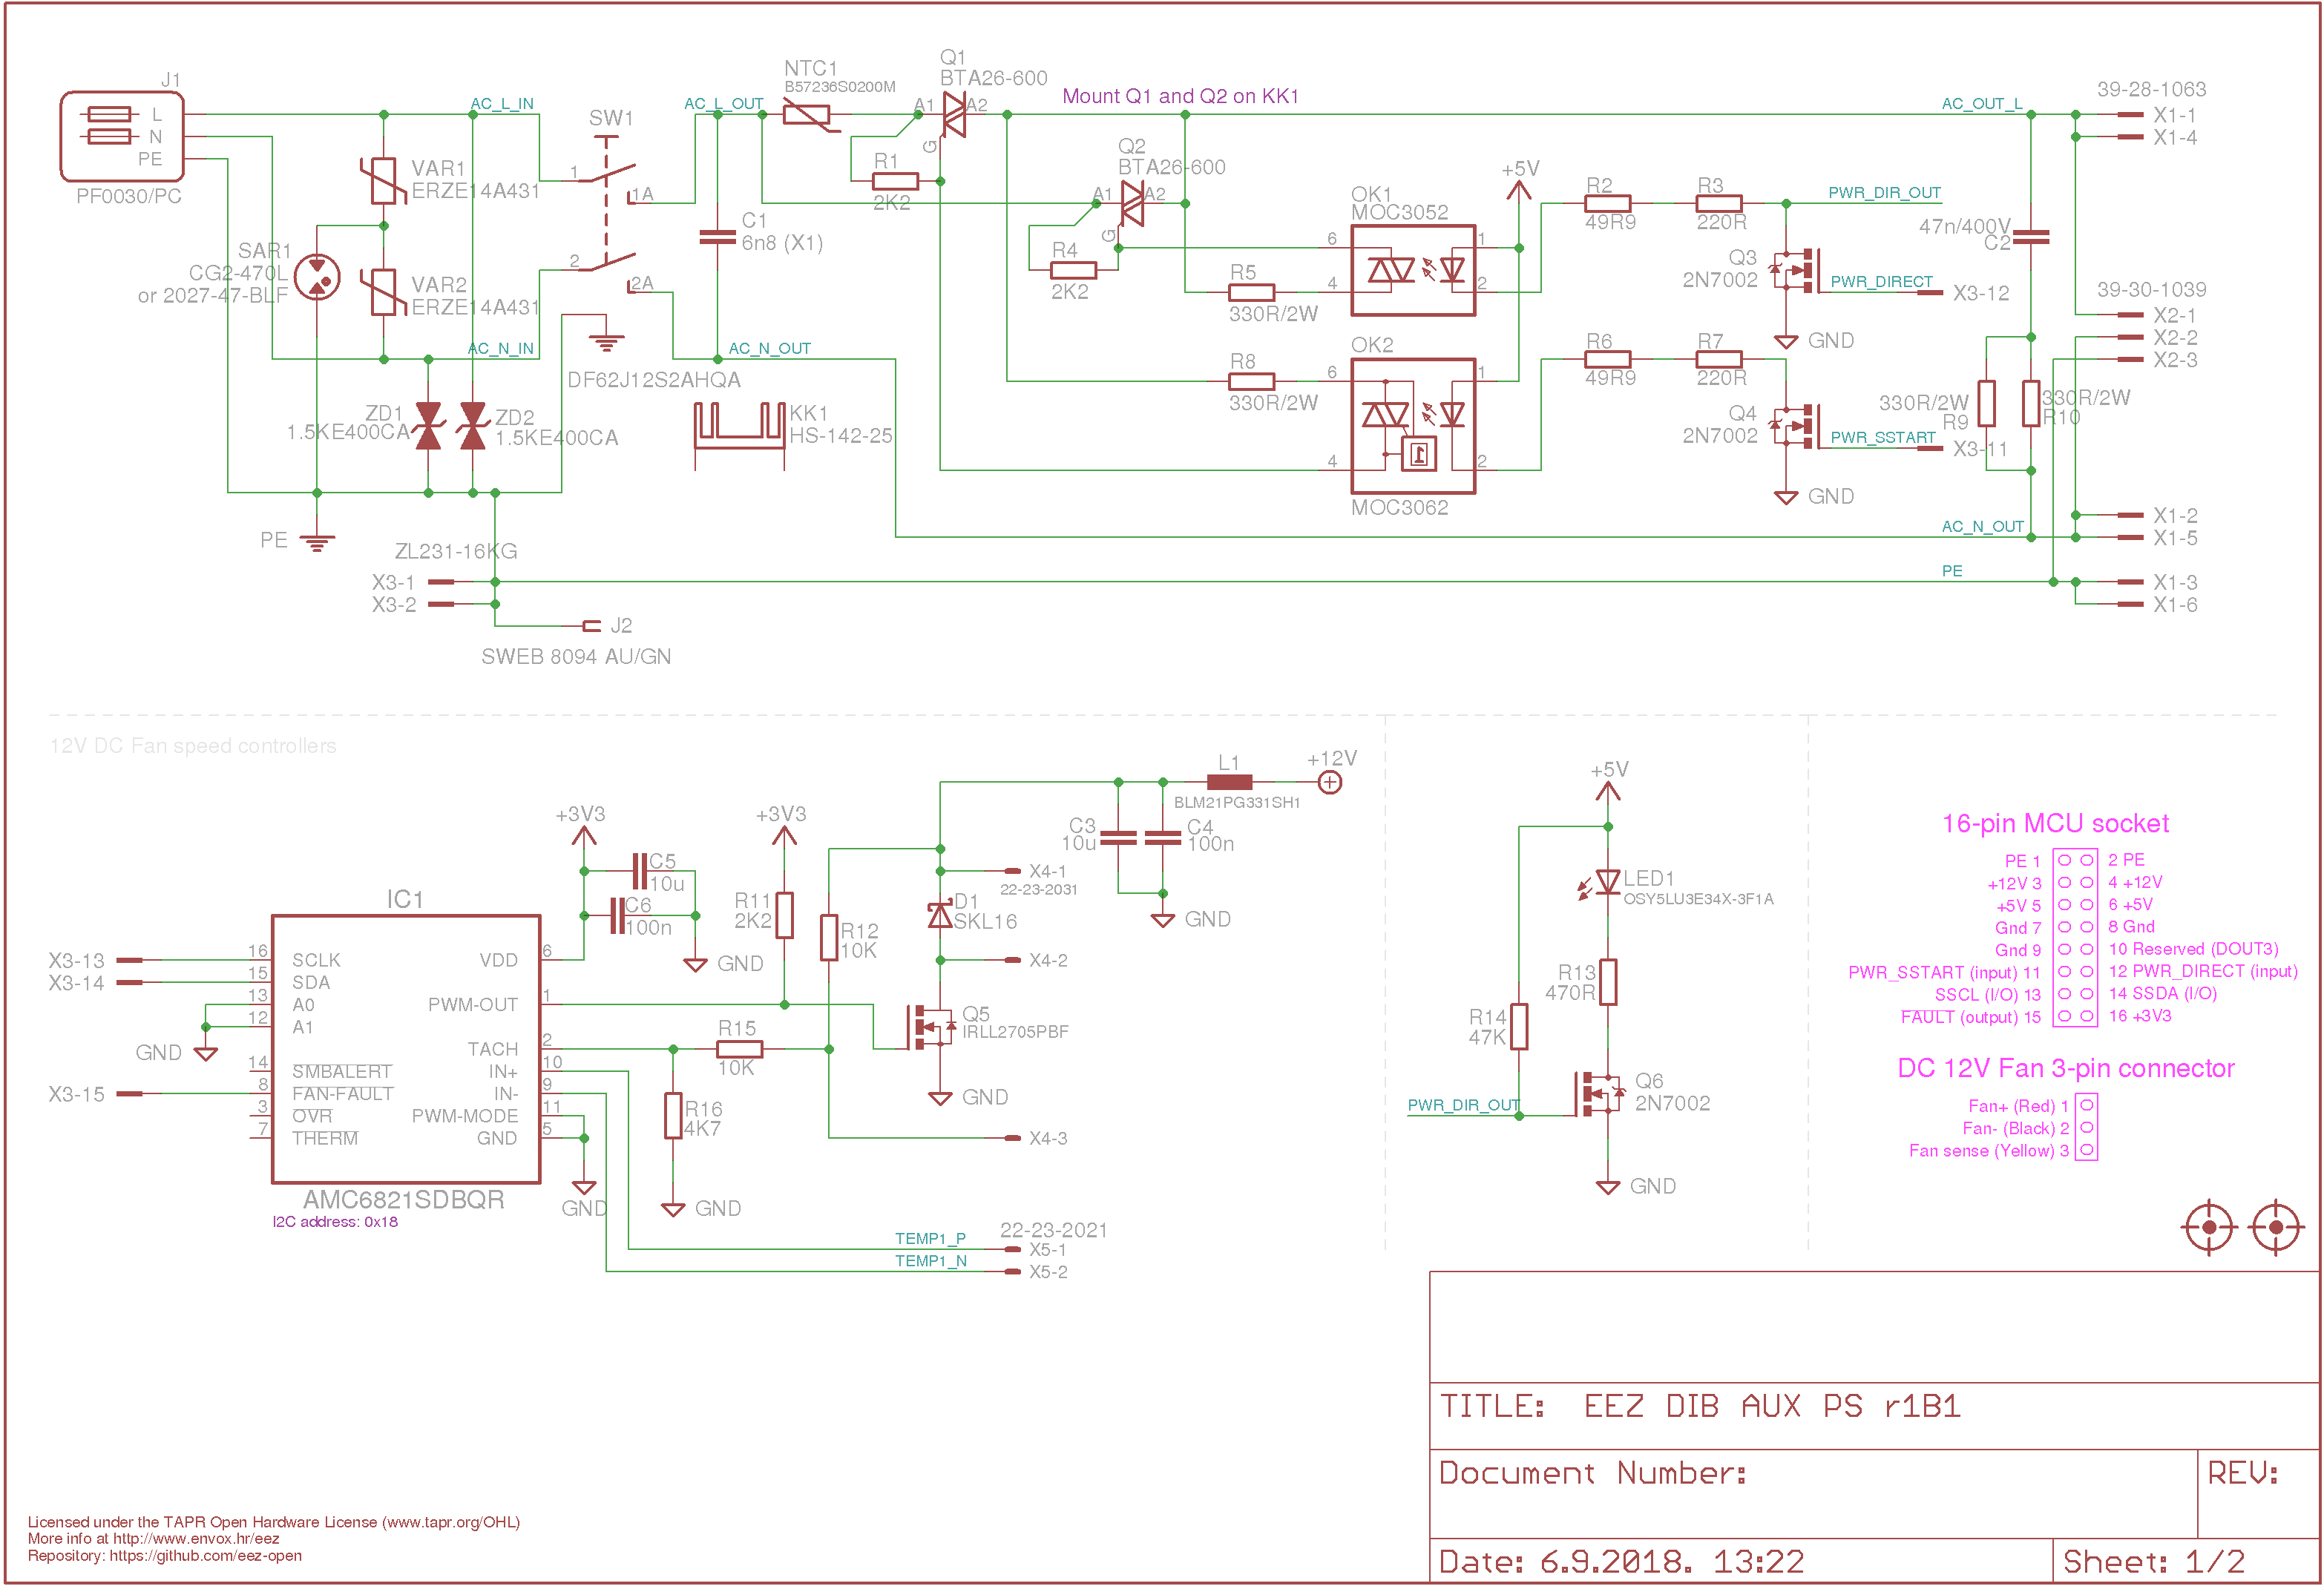 J1
L
N
PE
PF0030/PC
AC_L_IN
VAR1
ERZE14A431
SAR1
CG2-470L
or 2027-47-BLF
VAR2
ERZE14A431
AC_N_IN
ZD1
1.5KE400CA
ZD2
1.5KE400CA
PE
SW1
1
1A
2
2A
DF62J12S2AHQA
AC_L_OUT
C1
6n8 (X1)
AC_N_OUT
KK1
HS-142-25
NTC1
B57236S0200M
Q1
BTA26-600
A1
A2
G
R1
2K2
Mount Q1 and Q2 on KK1
Q2
BTA26-600
A1
A2
G
R4
2K2
R5
330R/2W
R8
330R/2W
OK1
MOC3052
6
4
1
2
OK2
6
4
1
2
MOC3062
+5V
R2
49R9
R3
220R
PWR_DIR_OUT
Q3
2N7002
PWR_DIRECT
X3-12
GND
R6
49R9
R7
220R
Q4
2N7002
PWR_SSTART
X3-11
GND
AC_OUT_L
47n/400V
C2
330R/2W
R9
330R/2W
R10
AC_N_OUT
PE
39-28-1063
X1-1
X1-4
39-30-1039
X2-1
X2-2
X2-3
X1-2
X1-5
X1-3
X1-6
ZL231-16KG
X3-1
X3-2
J2
SWEB 8094 AU/GN
12V DC Fan speed controllers
IC1
X3-13
X3-14
X3-15
GND
16
15
13
12
14
8
3
7
SCLK
SDA
A0
A1
SMBALERT
FAN-FAULT
OVR
THERM
VDD
PWM-OUT
TACH
IN+
IN-
PWM-MODE
GND
6
1
2
10
9
11
5
AMC6821SDBQR
I2C address: 0x18
+3V3
C5
10u
C6
100n
GND
GND
+3V3
R11
2K2
R12
10K
R15
10K
R16
4K7
GND
X4-1
22-23-2031
D1
SKL16
X4-2
Q5
IRLL2705PBF
GND
X4-3
C3
10u
C4
100n
GND
L1
BLM21PG331SH1
+12V
TEMP1_P
TEMP1_N
22-23-2021
X5-1
X5-2
+5V
LED1
OSY5LU3E34X-3F1A
R13
470R
R14
47K
PWR_DIR_OUT
Q6
2N7002
GND
16-pin MCU socket
PE 1 2 PE
+12V 3 4 +12V
+5V 5 6 +5V
Gnd 7 8 Gnd
Gnd 9 10 Reserved (DOUT3)
PWR_SSTART (input) 11 12 PWR_DIRECT (input)
SSCL (I/O) 13 14 SSDA (I/O)
FAULT (output) 15 16 +3V3
DC 12V Fan 3-pin connector
Fan+ (Red) 1
Fan- (Black) 2
Fan sense (Yellow) 3
TITLE: EEZ DIB AUX PS r1B1
Document Number:
REV:
Date: 6.9.2018. 13:22
Sheet: 1/2
Licensed under the TAPR Open Hardware License (www.tapr.org/OHL)
More info at http://www.envox.hr/eez
Repository: https://github.com/eez-open